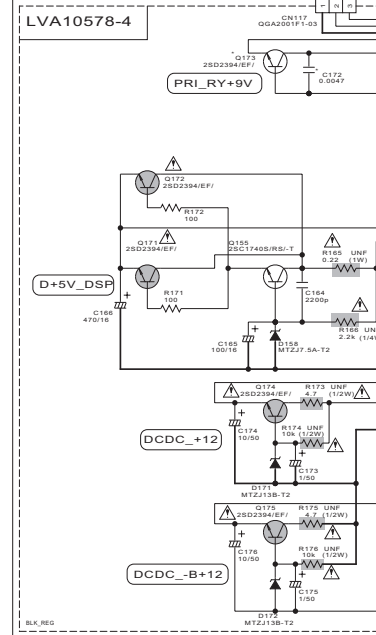 LVA10578-4
1 2 3
CN117
QGA2001F1-03
Q173
2SD2394/EF/
C172
0.0047
PRI_RY+9V
Q172
2SD2394/EF/
R172
100
Q171
2SD2394/EF/
Q155
2SC1740S/RS/-T
R165 UNF
0.22 (1W)
D+5V_DSP
R171
100
C164
2200p
C166
470/16
R166 UN
2.2k (1/4W
C165
100/16
D158
MTZJ7.5A-T2
Q174
2SD2394/EF/
R173 UNF
4.7 (1/2W)
C174
10/50
R174 UNF
10k (1/2W)
DCDC_+12
C173
1/50
D171
MTZJ13B-T2
Q175
2SD2394/EF/
R175 UNF
4.7 (1/2W)
C176
10/50
R176 UNF
10k (1/2W)
DCDC_-B+12
C175
1/50
D172
MTZJ13B-T2
BLK_REG